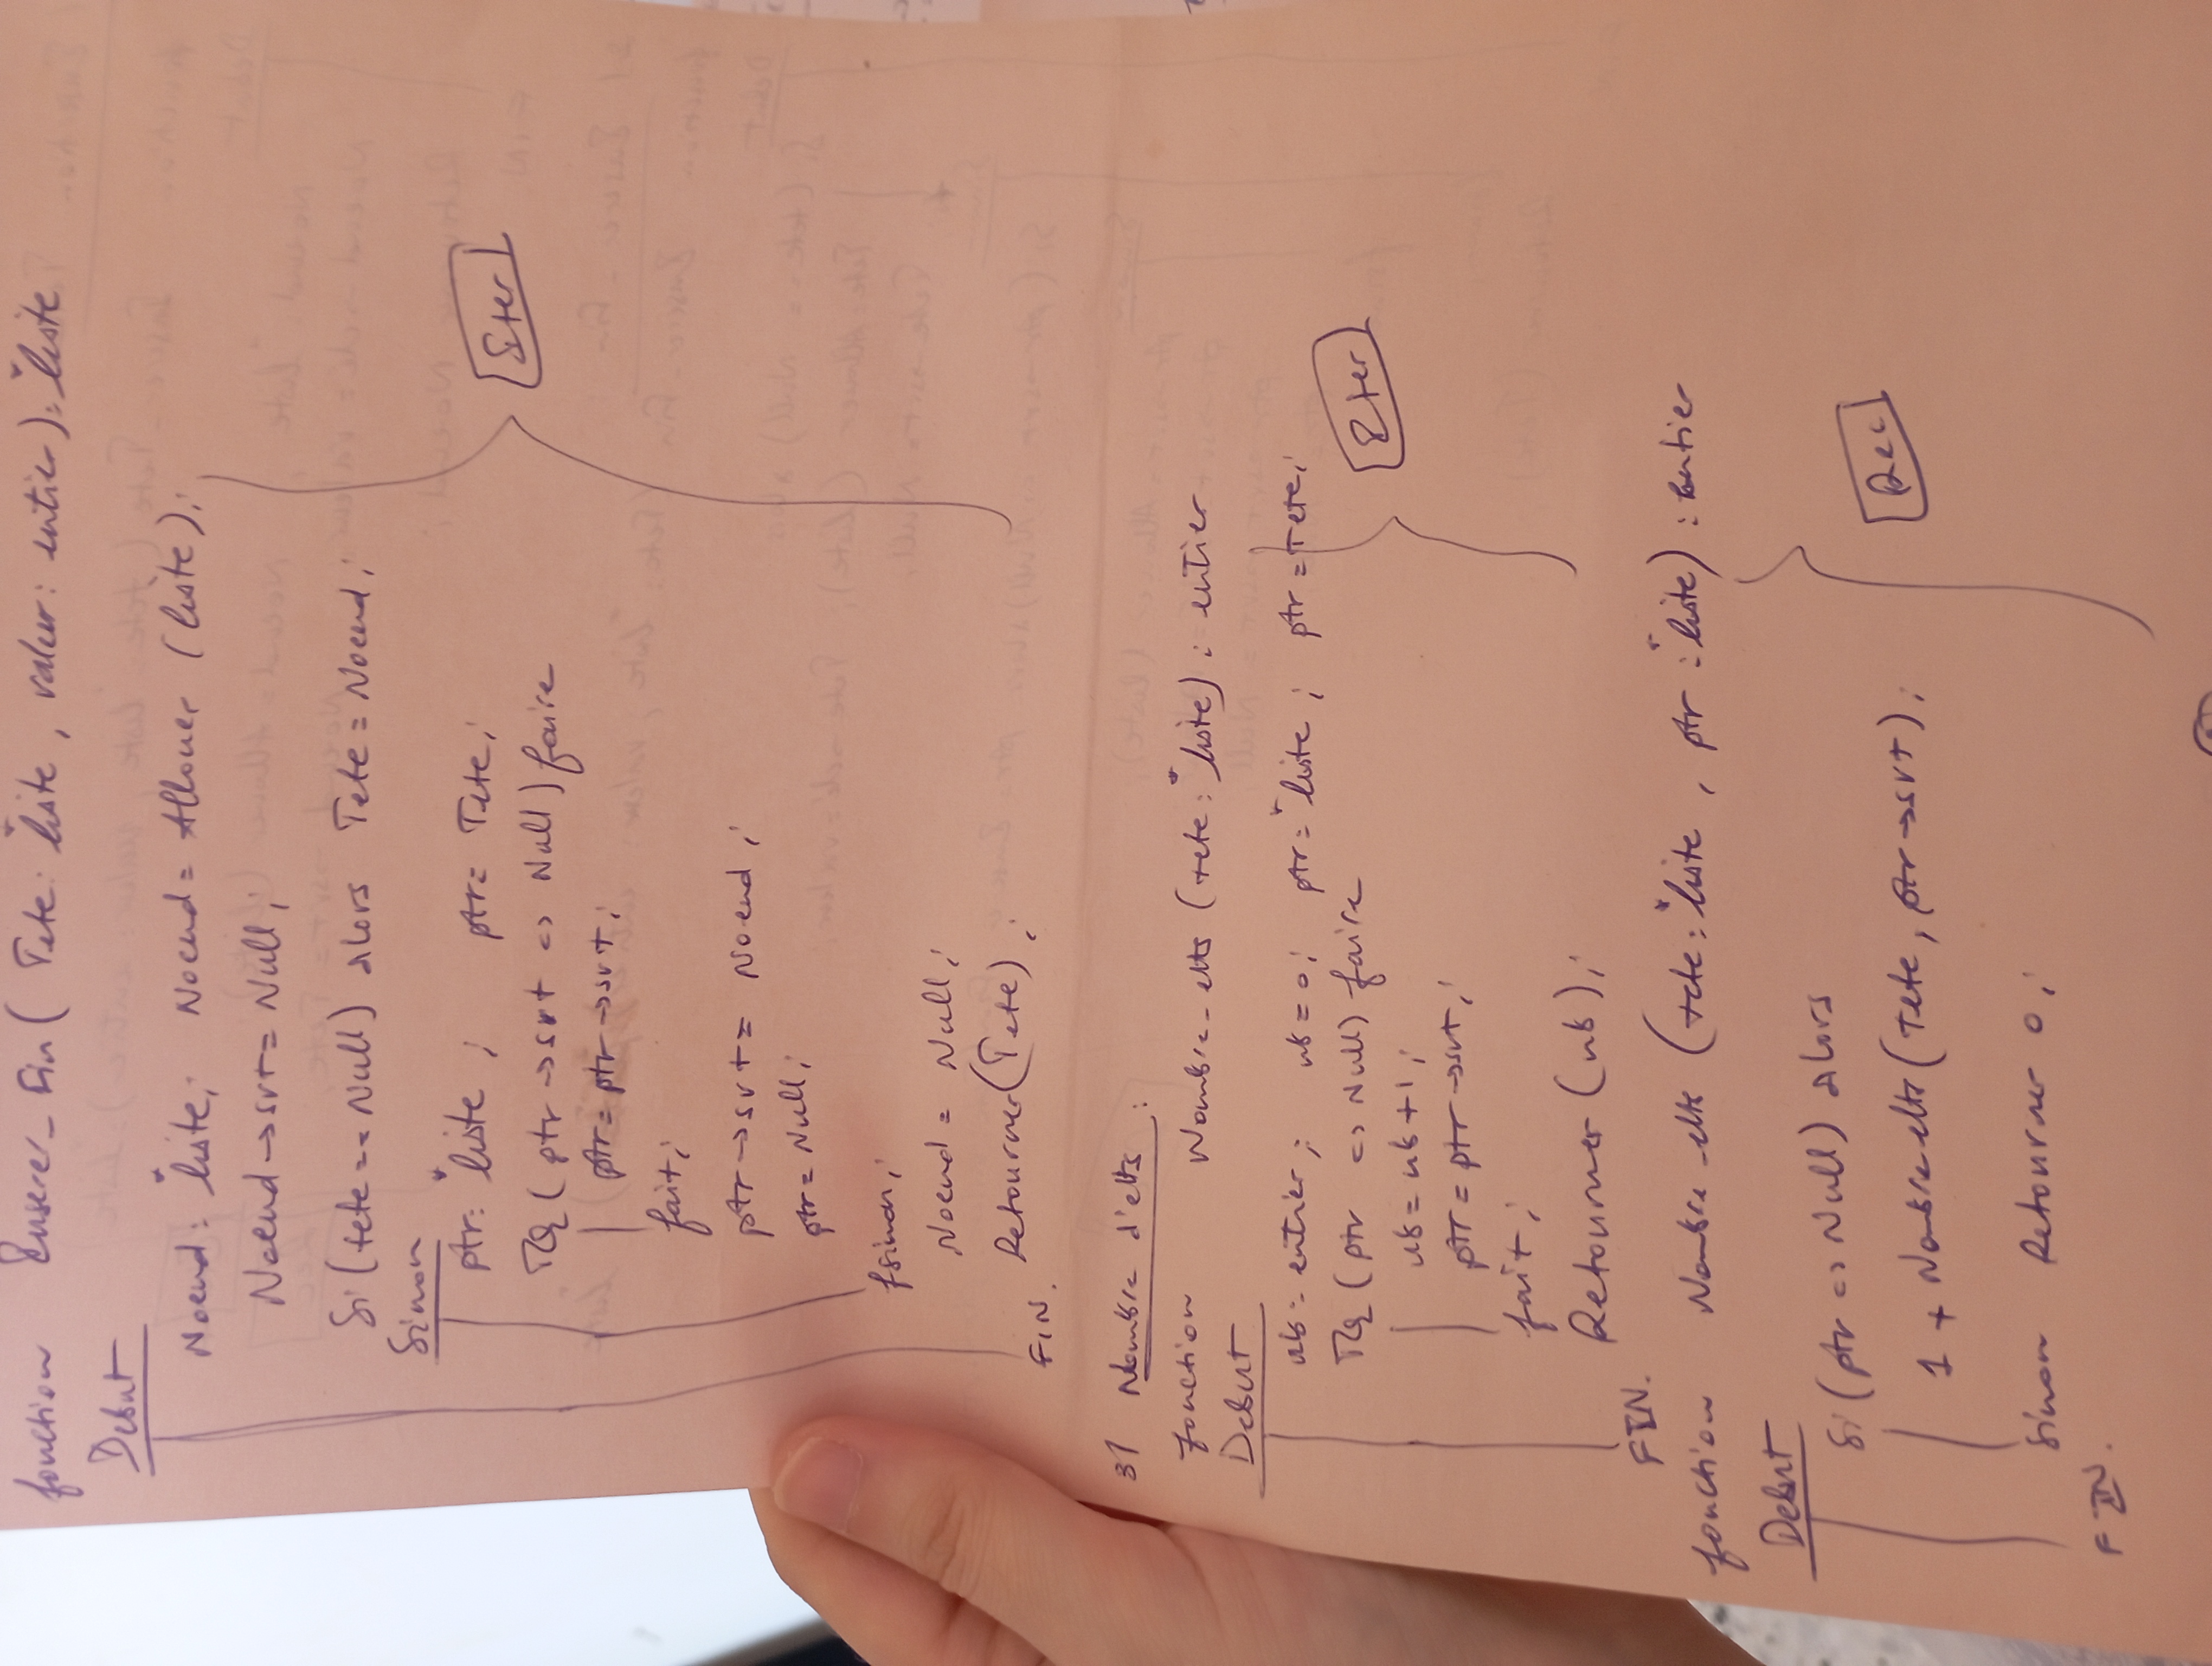 fonction Inserer_Fin ( Tete: *liste , valeur: entier): *liste
Debut
Noeud: *liste; Noeud = Allouer (liste);
Noeud → svt = Null;
Si (tete == Null) alors Tete = Noeud;
Sinon
ptr: *liste ; ptr = Tete;
TQ ( ptr → svt <> Null) faire
ptr = ptr → svt;
fait;
ptr → svt = Noeud;
ptr = Null;
fsinon;
Noeud = Null;
Retourner (Tete);
FIN.
Iter
3/ Nombre d'elts :
fonction Nombre_elts (tete: *liste): entier
Debut
nb: entier; nb = 0; ptr: *liste; ptr = Tete;
TQ (ptr <> Null) faire
nb = nb + 1;
ptr = ptr → svt;
fait;
Retourner (nb);
FIN.
Iter
fonction Nombre_elts (tete: *liste , ptr: *liste) : entier
Debut
Si (ptr <> Null) alors
1 + Nombre elts (Tete, ptr → svt);
Sinon Retourner 0;
FIN.
Rec